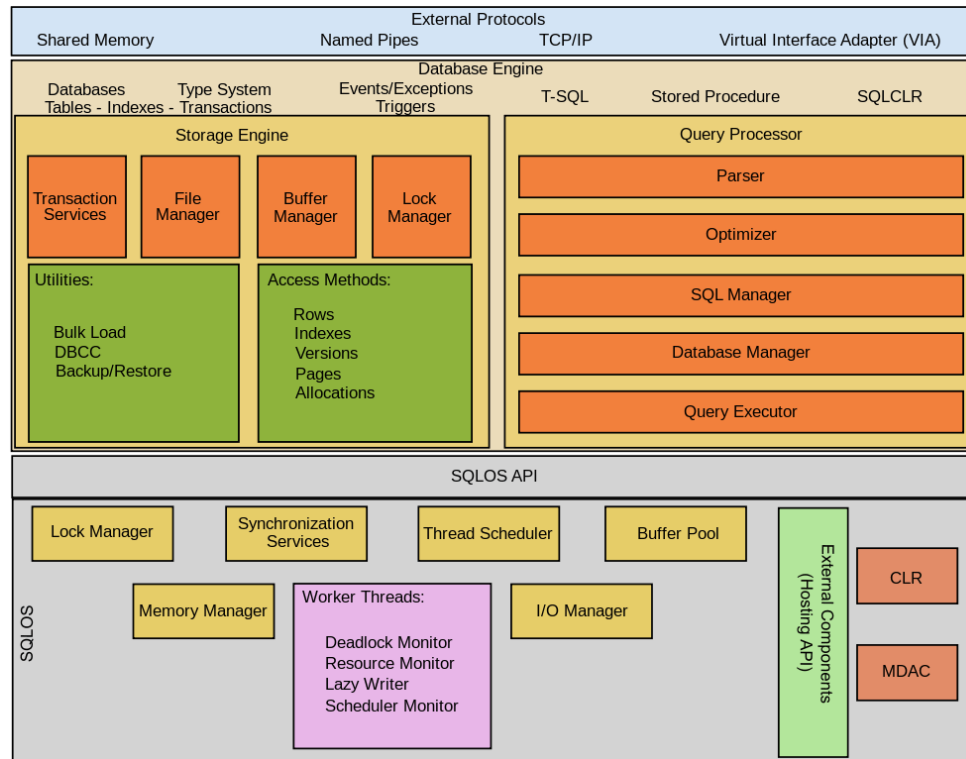 External Protocols
Shared Memory Named Pipes TCP/IP Virtual Interface Adapter (VIA)
Database Engine
Databases Type System Events/Exceptions
Tables - Indexes - Transactions Triggers
T-SQL Stored Procedure SQLCLR
Storage Engine
Transaction
Services
File
Manager
Buffer
Manager
Lock
Manager
Utilities:
Bulk Load
DBCC
Backup/Restore
Access Methods:
Rows
Indexes
Versions
Pages
Allocations
Query Processor
Parser
Optimizer
SQL Manager
Database Manager
Query Executor
SQLOS API
SQLOS
Lock Manager
Synchronization
Services
Thread Scheduler
Buffer Pool
Memory Manager
Worker Threads:
Deadlock Monitor
Resource Monitor
Lazy Writer
Scheduler Monitor
I/O Manager
External Components
(Hosting API)
CLR
MDAC